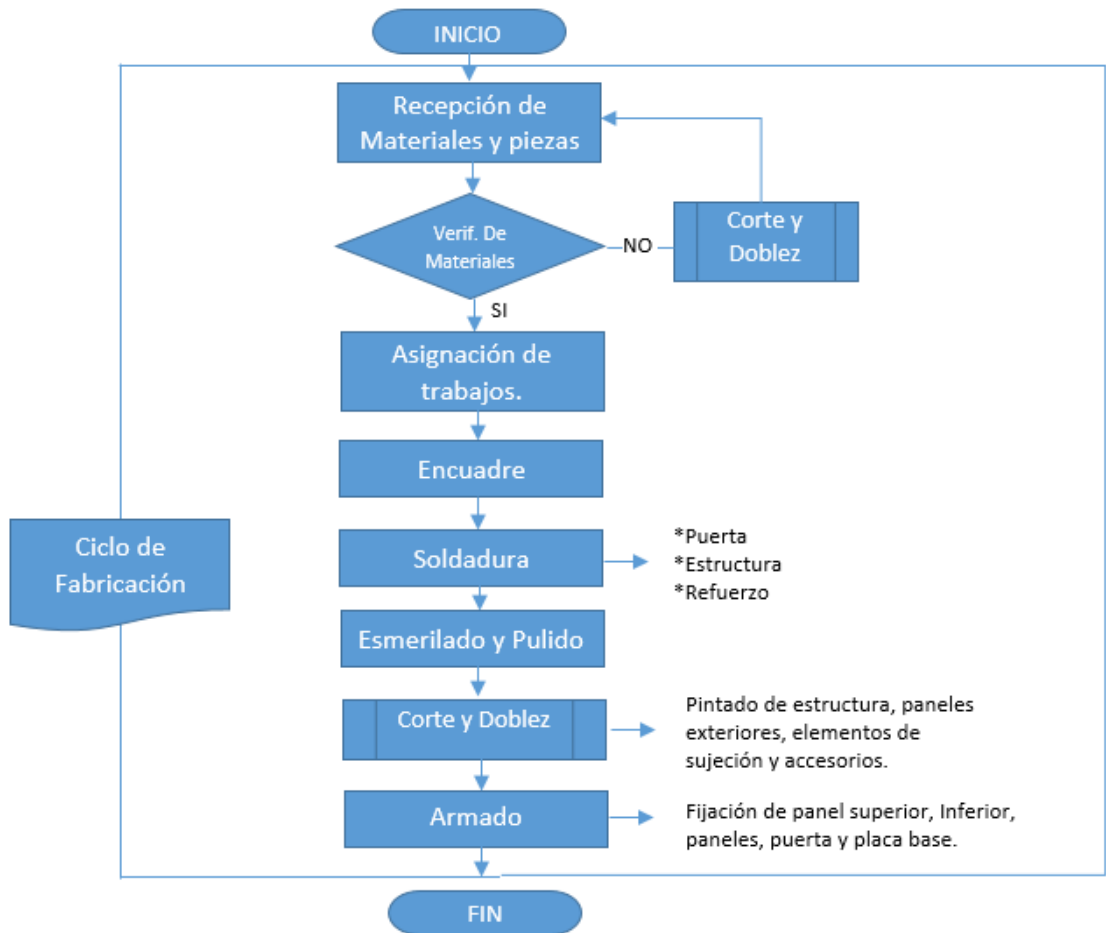 INICIO
Recepción de
Materiales y piezas
Verif. De
Materiales
NO
Corte y
Doblez
SI
Asignación de
trabajos.
Encuadre
Ciclo de
Fabricación
Soldadura
*Puerta
*Estructura
*Refuerzo
Esmerilado y Pulido
Corte y Doblez
Pintado de estructura, paneles
exteriores, elementos de
sujeción y accesorios.
Armado
Fijación de panel superior, Inferior,
paneles, puerta y placa base.
FIN